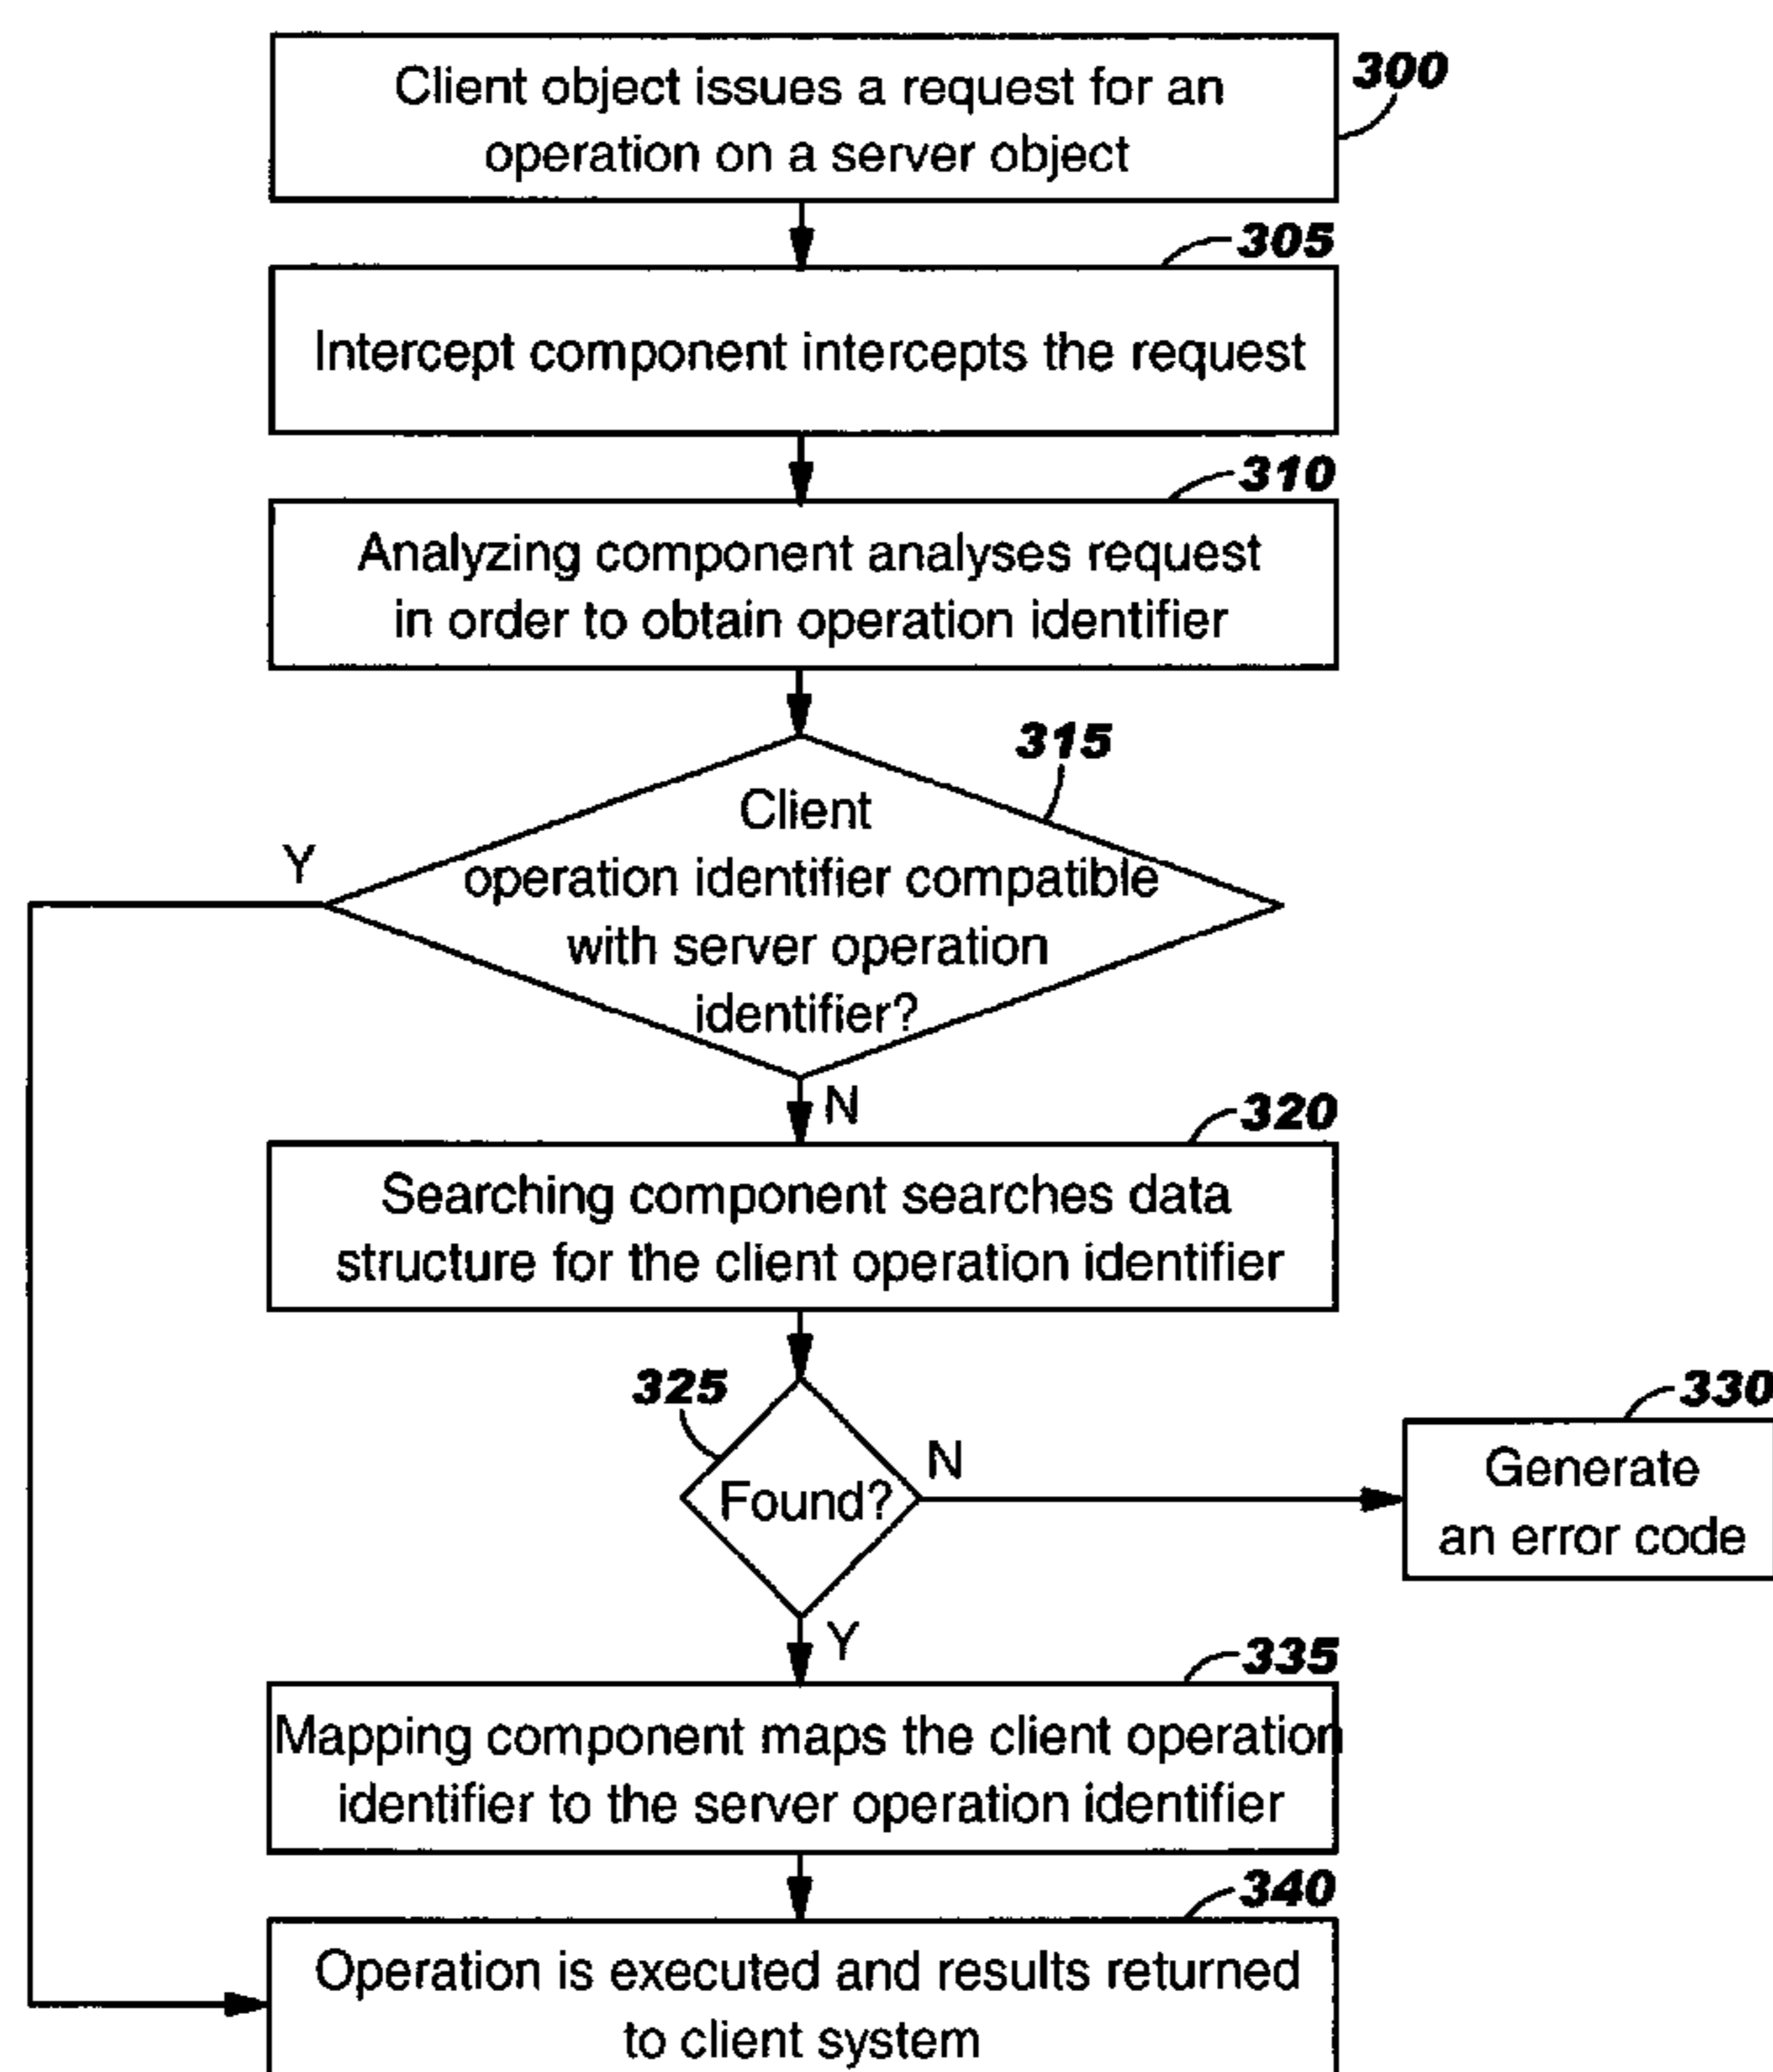 Client object issues a request for an
operation on a server object
300
305
Intercept component intercepts the request
310
Analyzing component analyses request
in order to obtain operation identifier
315
Client
operation identifier compatible
with server operation
identifier?
Y
N
320
Searching component searches data
structure for the client operation identifier
325
Found?
N
330
Generate
an error code
Y
335
Mapping component maps the client operation
identifier to the server operation identifier
340
Operation is executed and results returned
to client system